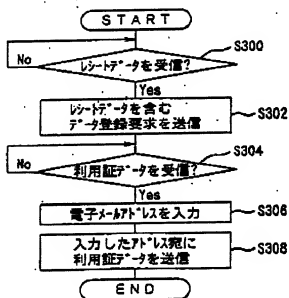 START
S300
レシートデータを受信?
No
Yes
レシートデータを含む
データ登録要求を送信
S302
S304
利用証データを受信?
No
Yes
電子メールアドレスを入力
S306
入力したアドレス宛に
利用証データを送信
S308
END